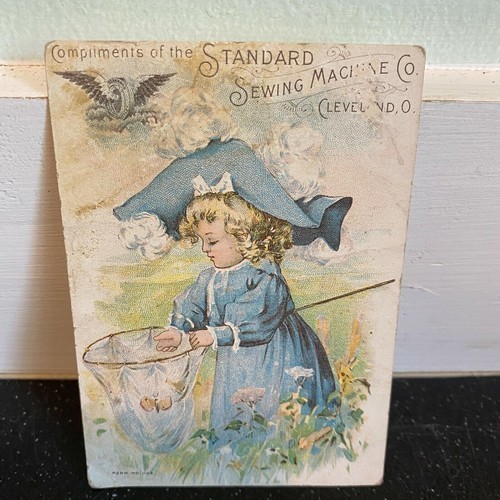 Compliments of the STANDARD
SEWING MACHINE CO.
CLEVELAND, O.